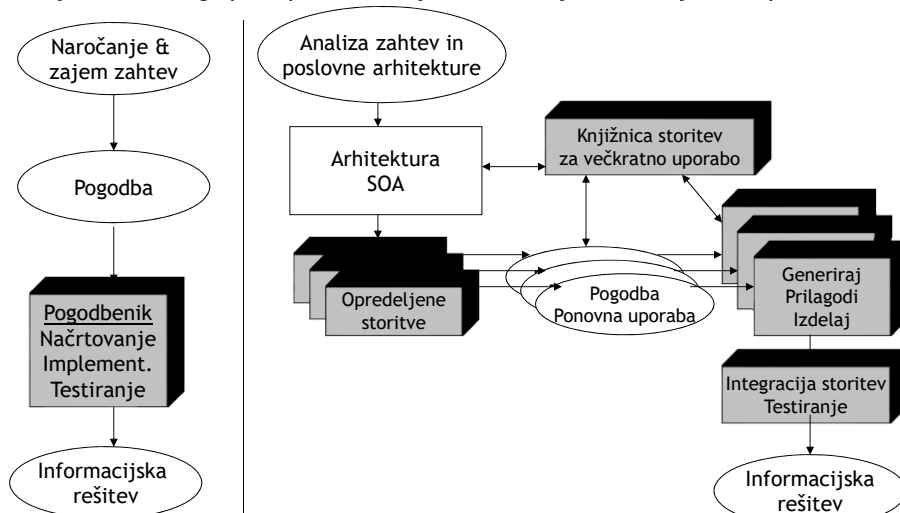 Naročanje &
zajem zahtev
Pogodba
Pogodbenik
Načrtovanje
Implement.
Testiranje
Informacijska
rešitev
Analiza zahtev in
poslovne arhitekture
Arhitektura
SOA
Knjižnica storitev
za večkratno uporabo
Opredeljene
storitve
Pogodba
Ponovna uporaba
Generiraj
Prilagodi
Izdelaj
Integracija storitev
Testiranje
Informacijska
rešitev